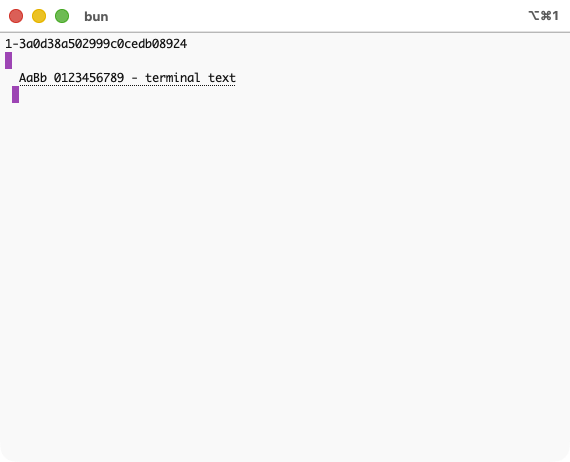 bun
⌥⌘1
1-3a0d38a502999c0cedb08924
AaBb 0123456789 - terminal text